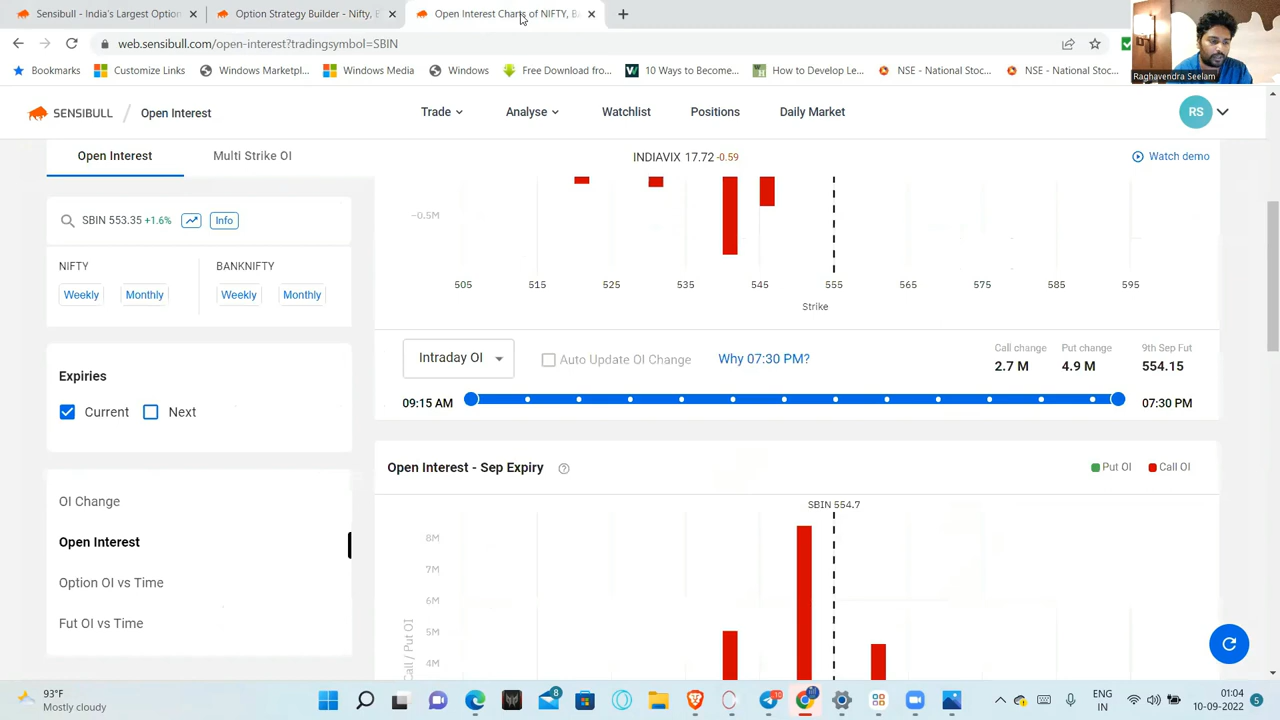 Sensibull - India's Largest Option
Option Strategy Builder - Nifty, E
Open Interest Charts of NIFTY, Ba
web.sensibull.com/open-interest?tradingsymbol=SBIN
Raghavendra Seelam
Bookmarks
Customize Links
Windows Marketpl...
Windows Media
Windows
Free Download fro...
10 Ways to Become...
How to Develop Le...
NSE - National Stoc...
NSE - National Stoc...
SENSIBULL / Open Interest
Trade
Analyse
Watchlist
Positions
Daily Market
RS
Open Interest
Multi Strike OI
INDIAVIX 17.72 -0.59
Watch demo
SBIN 553.35 +1.6%
Info
NIFTY
BANKNIFTY
Weekly
Monthly
Weekly
Monthly
−0.5M
505 515 525 535 545 555 565 575 585 595
Strike
Intraday OI
Auto Update OI Change
Why 07:30 PM?
Call change
2.7 M
Put change
4.9 M
9th Sep Fut
554.15
09:15 AM
07:30 PM
Expiries
Current
Next
OI Change
Open Interest
Option OI vs Time
Fut OI vs Time
Open Interest - Sep Expiry
Put OI
Call OI
SBIN 554.7
8M
7M
6M
5M
4M
Call / Put OI
93°F
Mostly cloudy
8
10
ENG
IN
01:04
10-09-2022
5